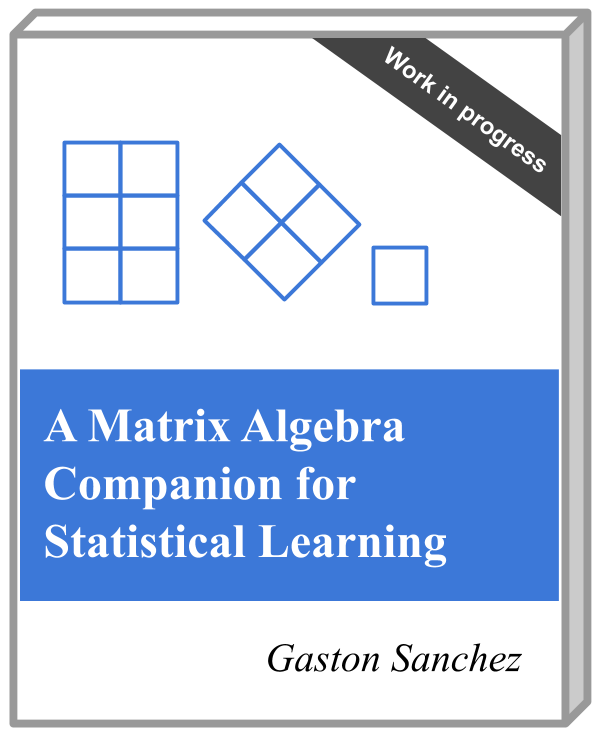 Work in progress
A Matrix Algebra
Companion for
Statistical Learning
Gaston Sanchez